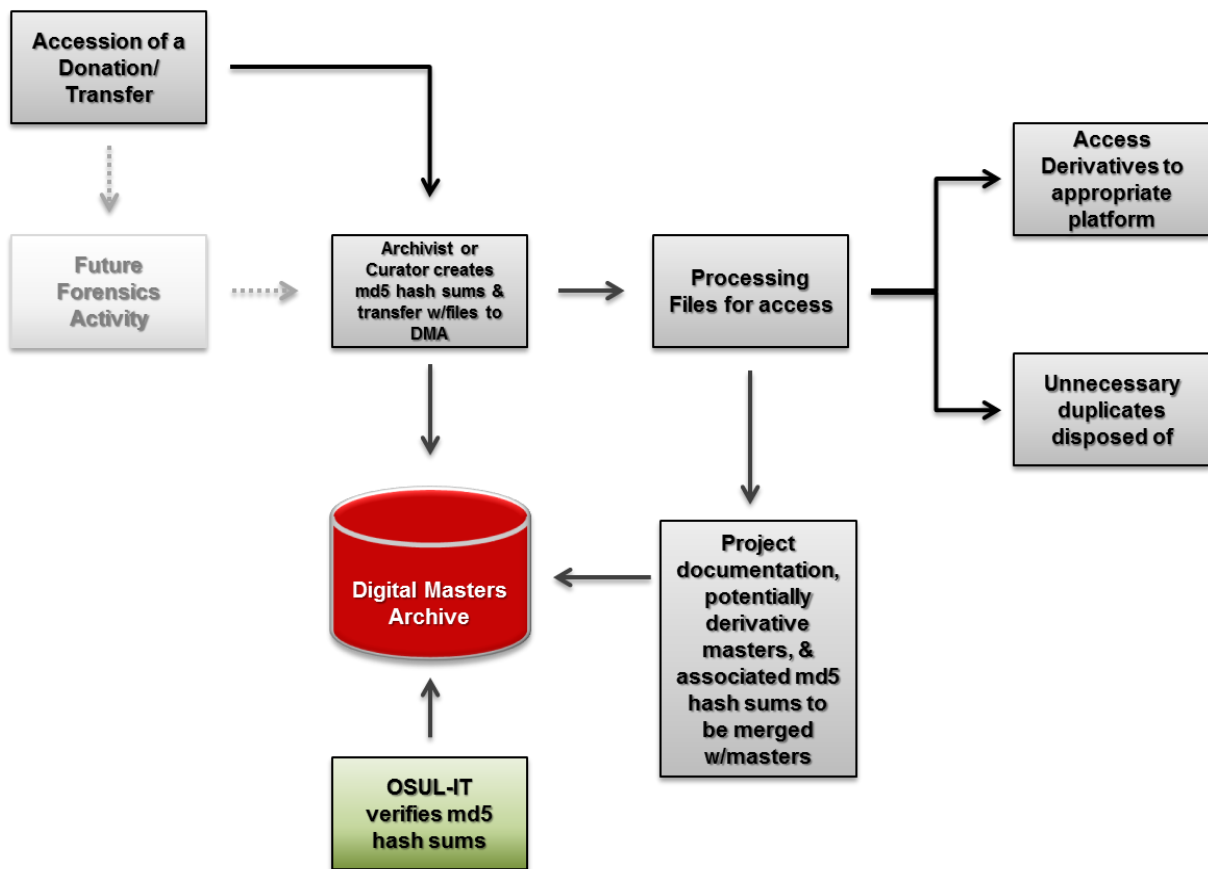 Accession of a
Donation/
Transfer
Future
Forensics
Activity
Archivist or
Curator creates
md5 hash sums &
transfer w/files to
DMA
Processing
Files for access
Access
Derivatives to
appropriate
platform
Unnecessary
duplicates
disposed of
Digital Masters
Archive
Project
documentation,
potentially
derivative
masters, &
associated md5
hash sums to
be merged
w/masters
OSUL-IT
verifies md5
hash sums